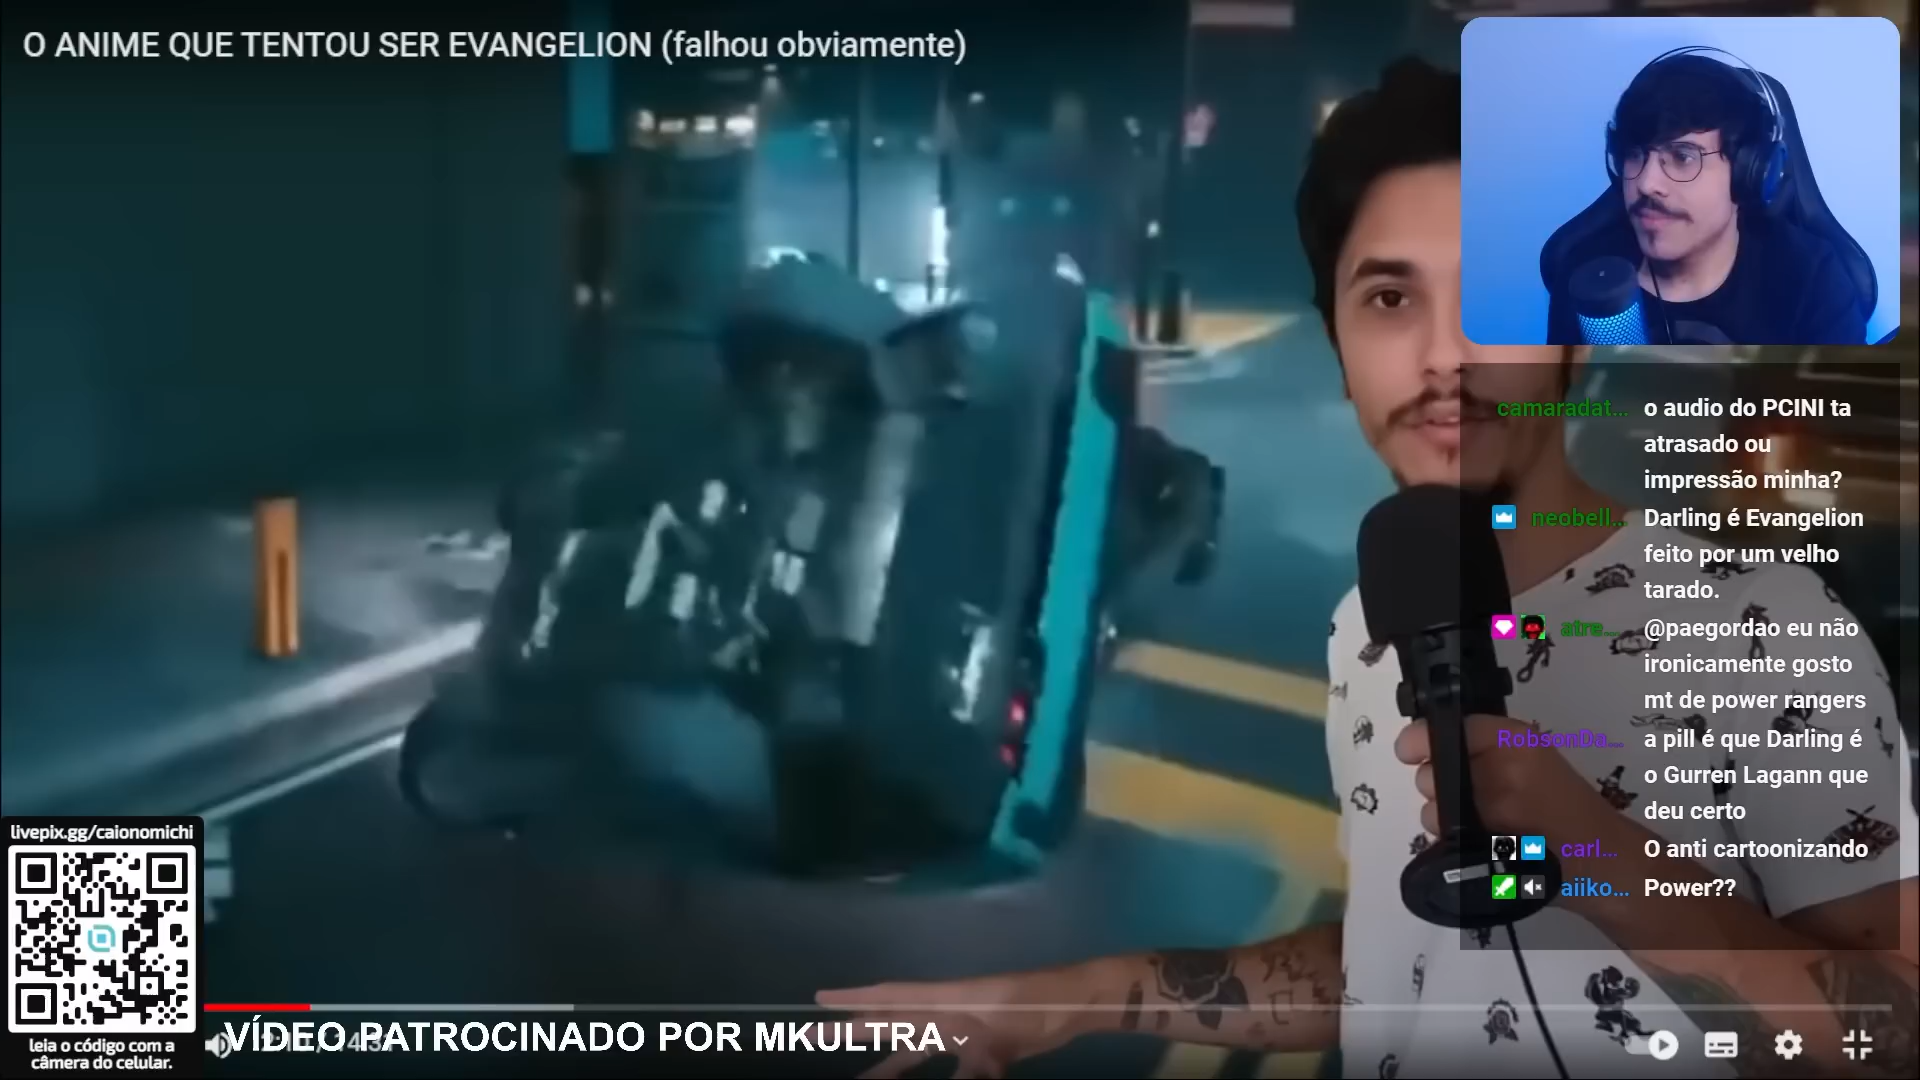 O ANIME QUE TENTOU SER EVANGELION (falhou obviamente)
camaradat...
o audio do PCINI ta
atrasado ou
impressão minha?
neobell...
Darling é Evangelion
feito por um velho
tarado.
atre...
@paegordao eu não
ironicamente gosto
mt de power rangers
RobsonDa...
a pill é que Darling é
o Gurren Lagann que
deu certo
carl...
O anti cartoonizando
aiiko...
Power??
livepix.gg/caionomichi
leia o código com a
câmera do celular.
VÍDEO PATROCINADO POR MKULTRA